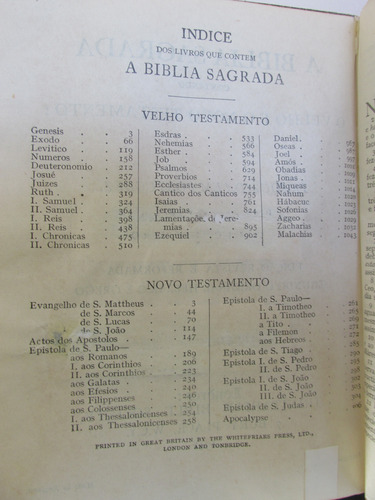 INDICE
DOS LIVROS QUE CONTEM
A BIBLIA SAGRADA
VELHO TESTAMENTO
Genesis 3
Exodo 66
Levitico 119
Numeros 158
Deuteronomio 212
Josué 257
Juizes 288
Ruth 319
I. Samuel 324
II. Samuel 364
I. Reis 398
II. Reis 438
I. Chronicas 475
II. Chronicas 510
Esdras 533
Nehemias 566
Esther 584
Job 594
Psalmos 629
Proverbios 714
Ecclesiastes 744
Cantico dos Canticos 755
Isaias 761
Jeremias 824
Lamentações de Jere-
mias 895
Ezequiel 902
Daniel
Oseas
Joel
Amós
Obadias
Jonas
Miqueas
Nahum
Hábacuc
Sofonias
Aggeo
Zacharias
Malachias
NOVO TESTAMENTO
Evangelho de S. Mattheus 3
de S. Marcos 44
de S. Lucas 70
de S. João 114
Actos dos Apostolos 147
Epistola de S. Paulo—
aos Romanos 189
I. aos Corinthios 206
II. aos Corinthios 223
aos Galatas 234
aos Efesios 240
aos Filippenses 246
aos Colossenses 250
I. aos Thessalonicenses 254
II. aos Thessalonicenses 258
Epistola de S. Paulo—
I. a Timotheo
II. a Timotheo
a Tito
a Filemon
aos Hebreos
Epistola de S. Tiago
Epistola I. de S. Pedro
II. de S. Pedro
Epistola I. de S. João
II. de S. João
III. de S. João
Epistola de S. Judas
Apocalypse
PRINTED IN GREAT BRITAIN BY THE WHITEFRIARS PRESS, LTD.,
LONDON AND TONBRIDGE.